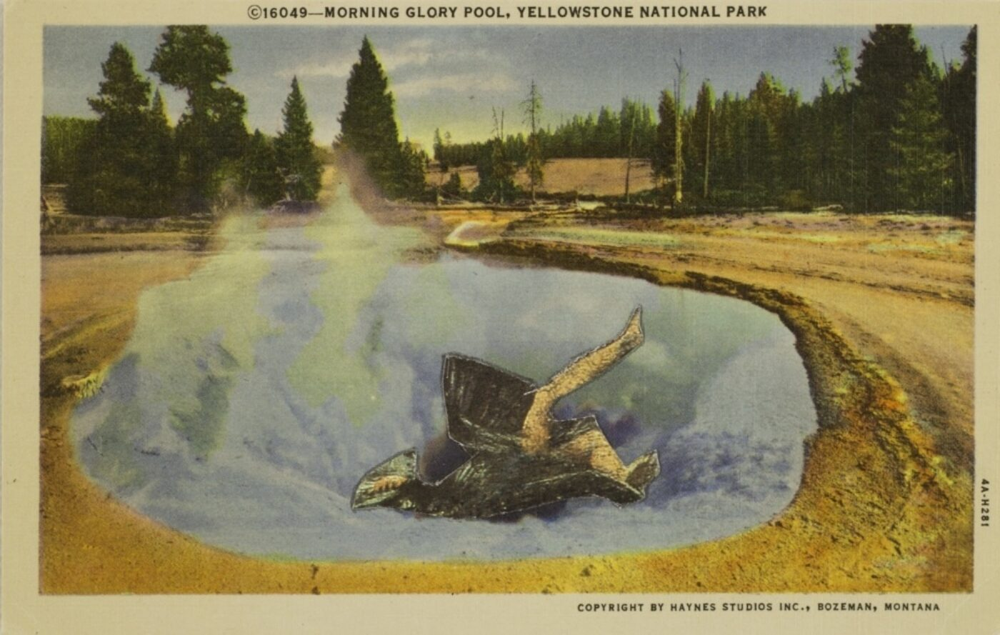 ©16049—MORNING GLORY POOL, YELLOWSTONE NATIONAL PARK
4A-H281
COPYRIGHT BY HAYNES STUDIOS INC., BOZEMAN, MONTANA